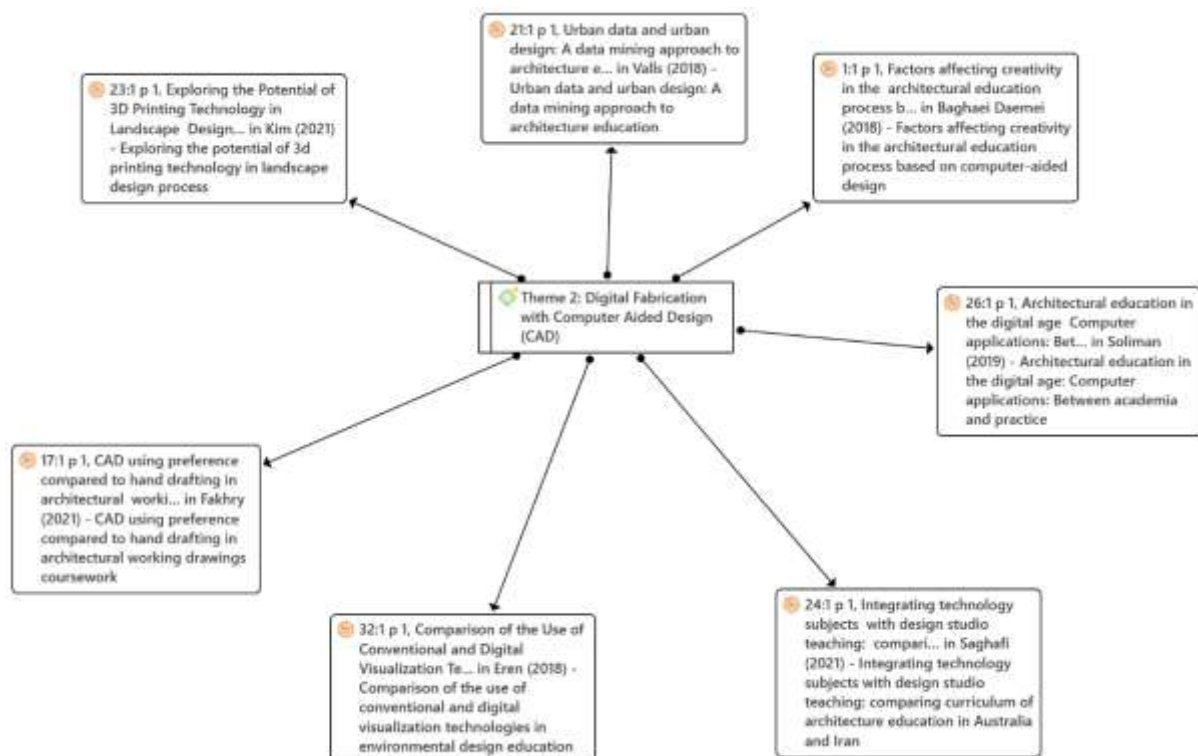 21:1 p 1, Urban data and urban
design: A data mining approach to
architecture e... in Valls (2018) -
Urban data and urban design: A
data mining approach to
architecture education
1:1 p 1, Factors affecting creativity
in the architectural education
process b... in Baghaei Daemei
(2018) - Factors affecting creativity
in the architectural education
process based on computer-aided
design
23:1 p 1, Exploring the Potential of
3D Printing Technology in
Landscape Design... in Kim (2021)
- Exploring the potential of 3d
printing technology in landscape
design process
Theme 2: Digital Fabrication
with Computer Aided Design
(CAD)
26:1 p 1, Architectural education in
the digital age Computer
applications: Bet... in Soliman
(2019) - Architectural education in
the digital age: Computer
applications: Between academia
and practice
17:1 p 1, CAD using preference
compared to hand drafting in
architectural worki... in Fakhry
(2021) - CAD using preference
compared to hand drafting in
architectural working drawings
coursework
32:1 p 1, Comparison of the Use of
Conventional and Digital
Visualization Te... in Eren (2018) -
Comparison of the use of
conventional and digital
visualization technologies in
environmental design education
24:1 p 1, Integrating technology
subjects with design studio
teaching: compari... in Saghafi
(2021) - Integrating technology
subjects with design studio
teaching: comparing curriculum of
architecture education in Australia
and Iran